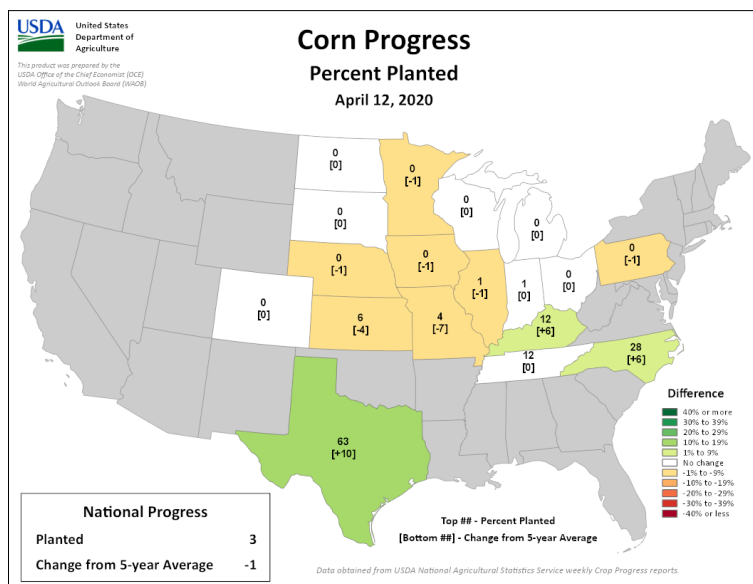 USDA
United States
Department of
Agriculture
This product was prepared by the
USDA Office of the Chief Economist (OCE)
World Agricultural Outlook Board (WAOB)
Corn Progress
Percent Planted
April 12, 2020
0
[0]
0
[-1]
0
[0]
0
[0]
0
[0]
0
[-1]
0
[-1]
0
[-1]
1
[-1]
1
[0]
0
[0]
0
[0]
6
[-4]
4
[-7]
12
[+6]
12
[0]
28
[+6]
63
[+10]
Difference
40% or more
30% to 39%
20% to 29%
10% to 19%
1% to 9%
No change
-1% to -9%
-10% to -19%
-20% to -29%
-30% to -39%
-40% or less
National Progress
Planted 3
Change from 5-year Average -1
Top ## - Percent Planted
[Bottom ##] - Change from 5-year Average
Data obtained from USDA National Agricultural Statistics Service weekly Crop Progress reports.